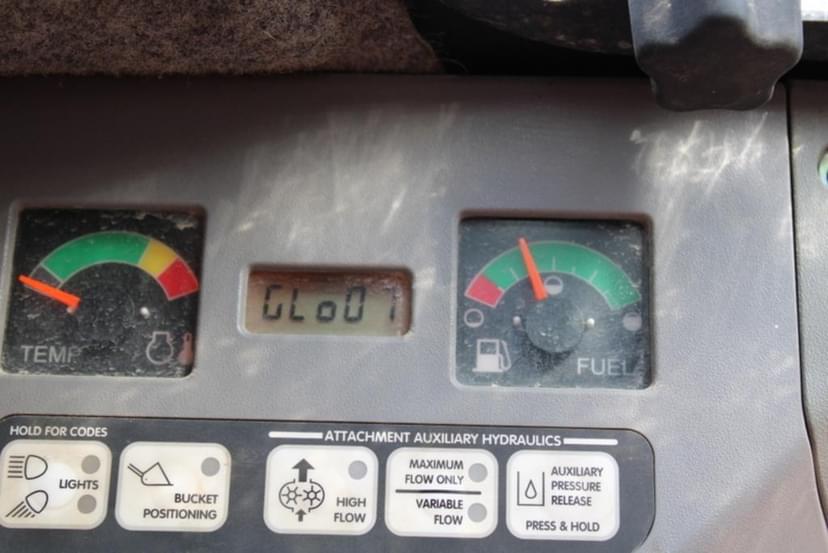 TEMP
GLo01
FUEL
HOLD FOR CODES
LIGHTS
BUCKET
POSITIONING
ATTACHMENT AUXILIARY HYDRAULICS
HIGH
FLOW
MAXIMUM
FLOW ONLY
VARIABLE
FLOW
AUXILIARY
PRESSURE
RELEASE
PRESS & HOLD